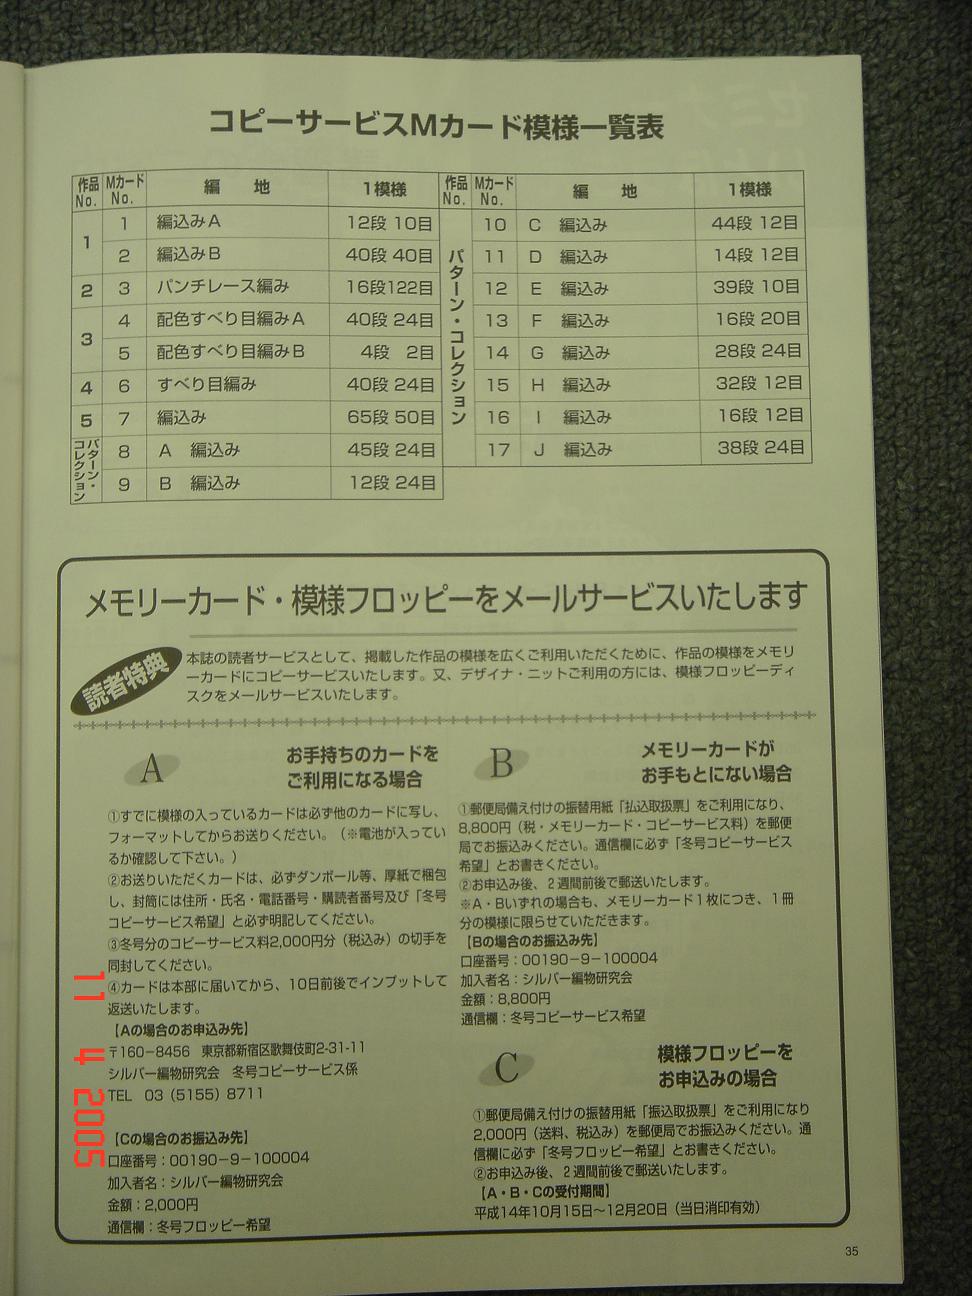 コピーサービスMカード模様一覧表
作品No. MカードNo. 編　地 1模様
1 1 編込みA 12段 10目
2 編込みB 40段 40目
2 3 パンチレース編み 16段122目
3 4 配色すべり目編みA 40段 24目
5 配色すべり目編みB 4段 2目
4 6 すべり目編み 40段 24目
5 7 編込み 65段 50目
パターン・コレクション 8 A 編込み 45段 24目
9 B 編込み 12段 24目
作品No. MカードNo. 編　地 1模様
パターン・コレクション 10 C 編込み 44段 12目
11 D 編込み 14段 12目
12 E 編込み 39段 10目
13 F 編込み 16段 20目
14 G 編込み 28段 24目
15 H 編込み 32段 12目
16 I 編込み 16段 12目
17 J 編込み 38段 24目
メモリーカード・模様フロッピーをメールサービスいたします
読者特典
本誌の読者サービスとして、掲載した作品の模様を広くご利用いただくために、作品の模様をメモリ
ーカードにコピーサービスいたします。又、デザイナ・ニットご利用の方には、模様フロッピーディ
スクをメールサービスいたします。
A
お手持ちのカードを
ご利用になる場合
①すでに模様の入っているカードは必ず他のカードに写し、
フォーマットしてからお送りください。（※電池が入ってい
るか確認して下さい。）
②お送りいただくカードは、必ずダンボール等、厚紙で梱包
し、封筒には住所・氏名・電話番号・購読者番号及び「冬号
コピーサービス希望」と必ず明記してください。
③冬号分のコピーサービス料2,000円分（税込み）の切手を
同封してください。
④カードは本部に届いてから、10日前後でインプットして
返送いたします。
【Aの場合のお申込み先】
〒160－8456　東京都新宿区歌舞伎町2-31-11
シルバー編物研究会　冬号コピーサービス係
TEL　03（5155）8711
【Cの場合のお振込み先】
口座番号：00190－9－100004
加入者名：シルバー編物研究会
金額：2,000円
通信欄：冬号フロッピー希望
B
メモリーカードが
お手もとにない場合
①郵便局備え付けの振替用紙「払込取扱票」をご利用になり、
8,800円（税・メモリーカード・コピーサービス料）を郵便
局でお振込みください。通信欄に必ず「冬号コピーサービス
希望」とお書きください。
②お申込み後、２週間前後で郵送いたします。
※A・Bいずれの場合も、メモリーカード１枚につき、１冊
分の模様に限らせていただきます。
【Bの場合のお振込み先】
口座番号：00190－9－100004
加入者名：シルバー編物研究会
金額：8,800円
通信欄：冬号コピーサービス希望
C
模様フロッピーを
お申込みの場合
①郵便局備え付けの振替用紙「振込取扱票」をご利用になり
2,000円（送料、税込み）を郵便局でお振込みください。通
信欄に必ず「冬号フロッピー希望」とお書きください。
②お申込み後、２週間前後で郵送いたします。
【A・B・Cの受付期間】
平成14年10月15日～12月20日（当日消印有効）
35
11 4 2005